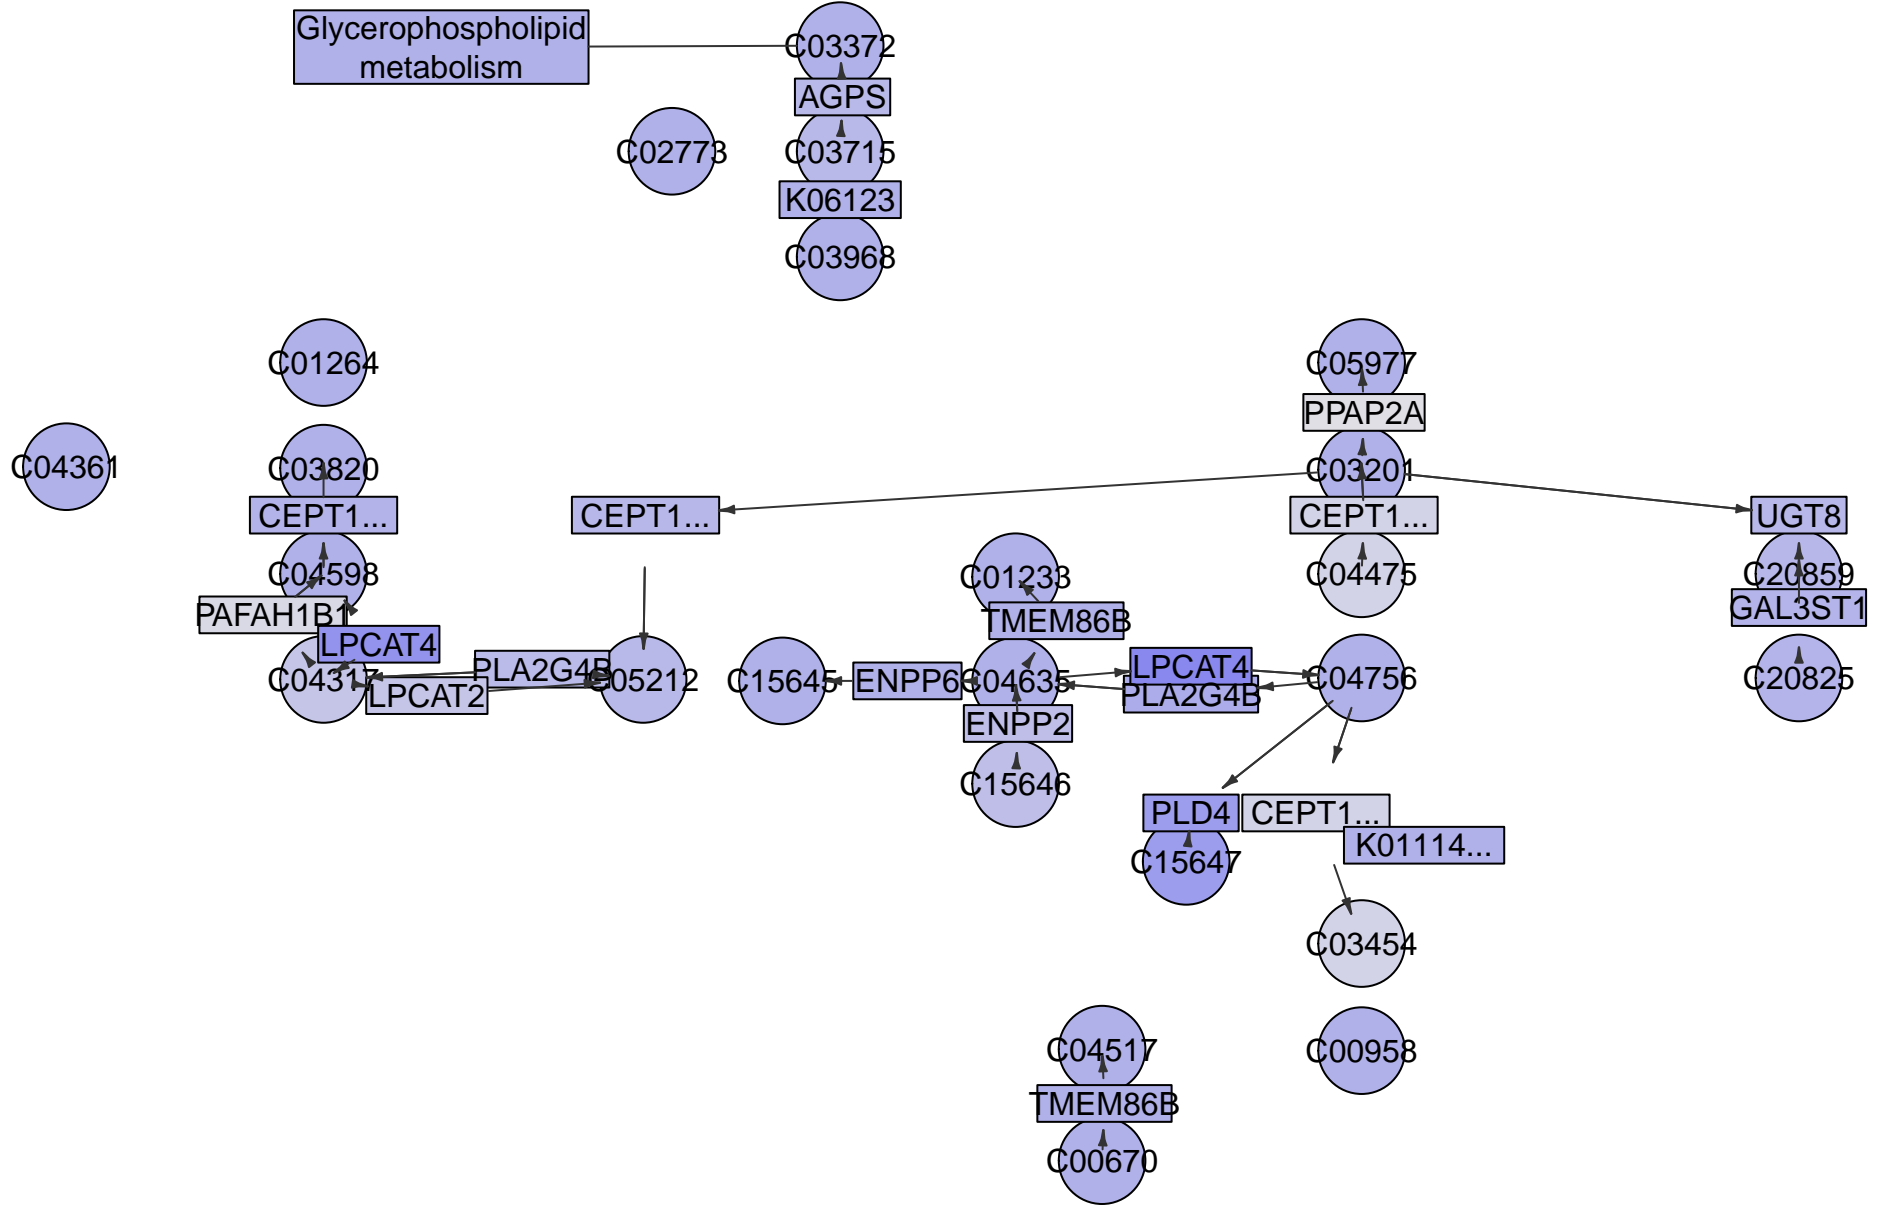 Glycerophospholipid
metabolism
C03372
AGPS
C02773
C03715
K06123
C03968
C01264
C05977
PPAP2A
C04361
C03820
C03201
CEPT1...
CEPT1...
CEPT1...
UGT8
C04598
C01233
C04475
C20859
PAFAH1B1
TMEM86B
GAL3ST1
LPCAT4
PLA2G4B
LPCAT4
C04317
C05212
C15645
ENPP6
C04635
C04756
C20825
LPCAT2
PLA2G4B
ENPP2
C15646
PLD4
CEPT1...
K01114...
C15647
C03454
C04517
C00958
TMEM86B
C00670